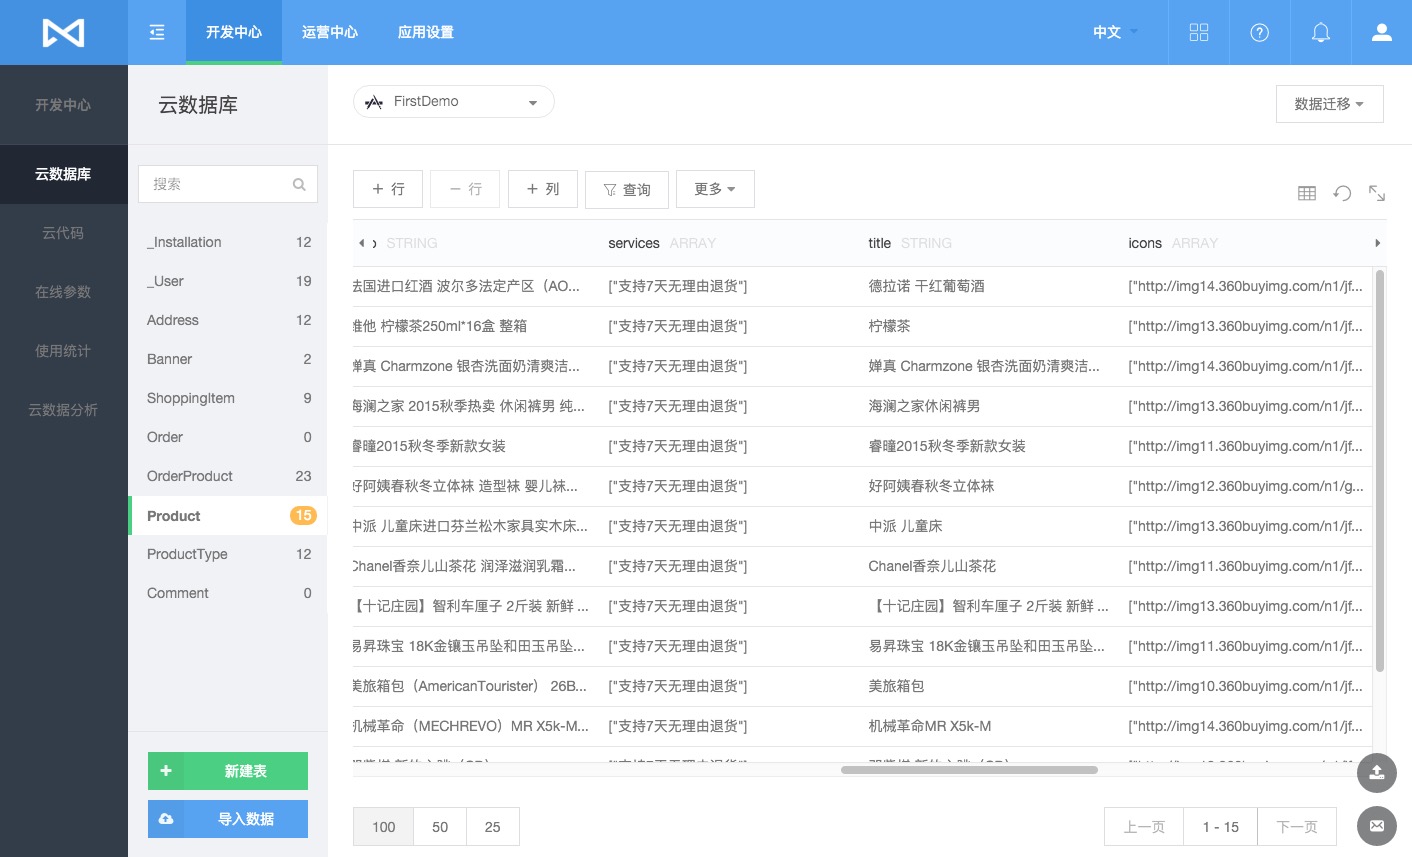 开发中心 运营中心 应用设置 中文
开发中心
云数据库
云代码
在线参数
使用统计
云数据分析
云数据库
搜索
_Installation 12
_User 19
Address 12
Banner 2
ShoppingItem 9
Order 0
OrderProduct 23
Product 15
ProductType 12
Comment 0
新建表
导入数据
FirstDemo
数据迁移
+ 行 − 行 + 列 查询 更多
STRING services ARRAY title STRING icons ARRAY
法国进口红酒 波尔多法定产区（AO... ["支持7天无理由退货"] 德拉诺 干红葡萄酒 ["http://img14.360buyimg.com/n1/jf...
维他 柠檬茶250ml*16盒 整箱 ["支持7天无理由退货"] 柠檬茶 ["http://img13.360buyimg.com/n1/jf...
婵真 Charmzone 银杏洗面奶清爽洁... ["支持7天无理由退货"] 婵真 Charmzone 银杏洗面奶清爽洁... ["http://img14.360buyimg.com/n1/jf...
海澜之家 2015秋季热卖 休闲裤男 纯... ["支持7天无理由退货"] 海澜之家休闲裤男 ["http://img13.360buyimg.com/n1/jf...
睿曈2015秋冬季新款女装 ["支持7天无理由退货"] 睿曈2015秋冬季新款女装 ["http://img11.360buyimg.com/n1/jf...
好阿姨春秋冬立体袜 造型袜 婴儿袜... ["支持7天无理由退货"] 好阿姨春秋冬立体袜 ["http://img12.360buyimg.com/n1/g...
中派 儿童床进口芬兰松木家具实木床... ["支持7天无理由退货"] 中派 儿童床 ["http://img13.360buyimg.com/n1/jf...
Chanel香奈儿山茶花 润泽滋润乳霜... ["支持7天无理由退货"] Chanel香奈儿山茶花 ["http://img11.360buyimg.com/n1/jf...
【十记庄园】智利车厘子 2斤装 新鲜 ... ["支持7天无理由退货"] 【十记庄园】智利车厘子 2斤装 新鲜 ... ["http://img13.360buyimg.com/n1/jf...
易昇珠宝 18K金镶玉吊坠和田玉吊坠... ["支持7天无理由退货"] 易昇珠宝 18K金镶玉吊坠和田玉吊坠... ["http://img11.360buyimg.com/n1/jf...
美旅箱包（AmericanTourister） 26B... ["支持7天无理由退货"] 美旅箱包 ["http://img10.360buyimg.com/n1/jf...
机械革命（MECHREVO）MR X5k-M... ["支持7天无理由退货"] 机械革命MR X5k-M ["http://img14.360buyimg.com/n1/jf...
100 50 25
上一页 1 - 15 下一页